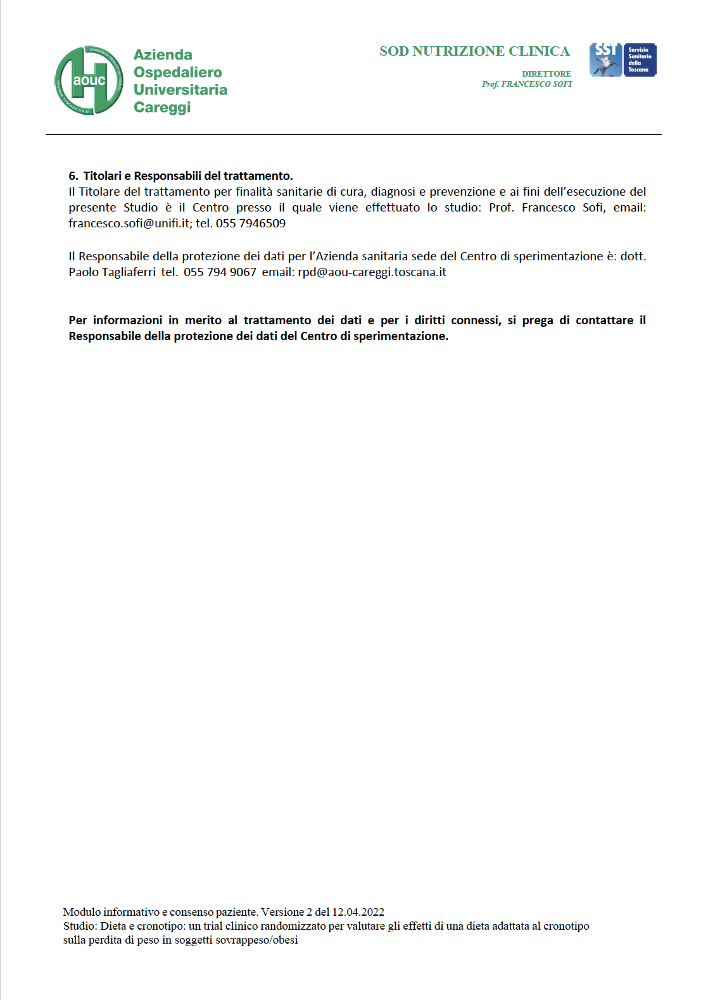 UNIVERSITÀ DEGLI STUDI FIRENZE
REGIONE TOSCANA S.S.N.
aouc
Azienda
Ospedaliero
Universitaria
Careggi
SOD NUTRIZIONE CLINICA
DIRETTORE
Prof. FRANCESCO SOFI
SST
Servizio
Sanitario
della
Toscana
6. Titolari e Responsabili del trattamento.
Il Titolare del trattamento per finalità sanitarie di cura, diagnosi e prevenzione e ai fini dell’esecuzione del
presente Studio è il Centro presso il quale viene effettuato lo studio: Prof. Francesco Sofi, email:
francesco.sofi@unifi.it; tel. 055 7946509
Il Responsabile della protezione dei dati per l’Azienda sanitaria sede del Centro di sperimentazione è: dott.
Paolo Tagliaferri tel. 055 794 9067 email: rpd@aou-careggi.toscana.it
Per informazioni in merito al trattamento dei dati e per i diritti connessi, si prega di contattare il
Responsabile della protezione dei dati del Centro di sperimentazione.
Modulo informativo e consenso paziente. Versione 2 del 12.04.2022
Studio: Dieta e cronotipo: un trial clinico randomizzato per valutare gli effetti di una dieta adattata al cronotipo
sulla perdita di peso in soggetti sovrappeso/obesi